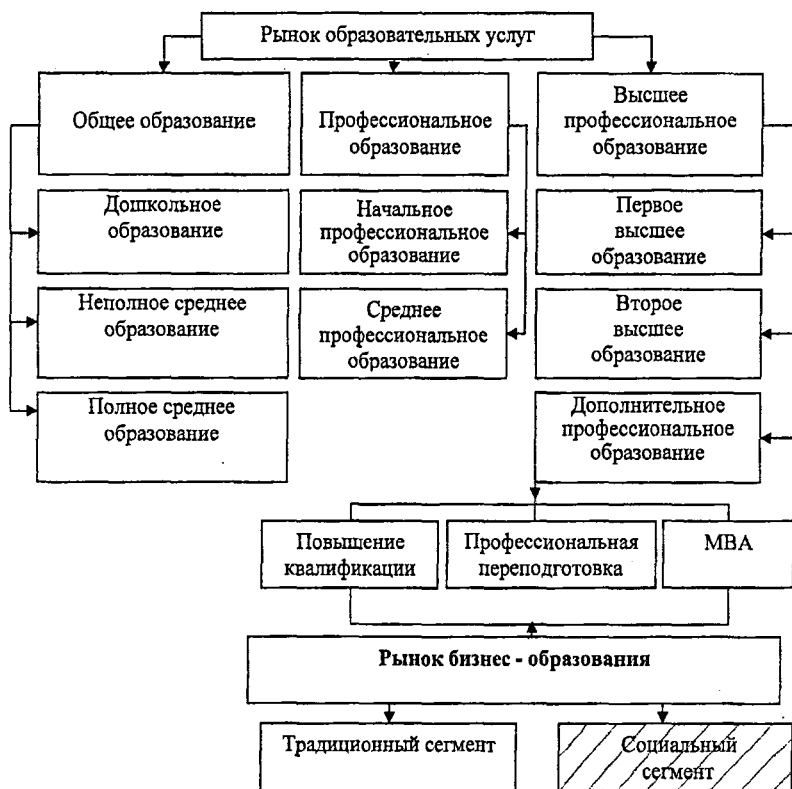 Рынок образовательных услуг
Общее образование
Профессиональное
образование
Высшее
профессиональное
образование
Дошкольное
образование
Начальное
профессиональное
образование
Первое
высшее
образование
Неполное среднее
образование
Среднее
профессиональное
образование
Второе
высшее
образование
Полное среднее
образование
Дополнительное
профессиональное
образование
Повышение
квалификации
Профессиональная
переподготовка
МВА
Рынок бизнес - образования
Традиционный сегмент
Социальный
сегмент